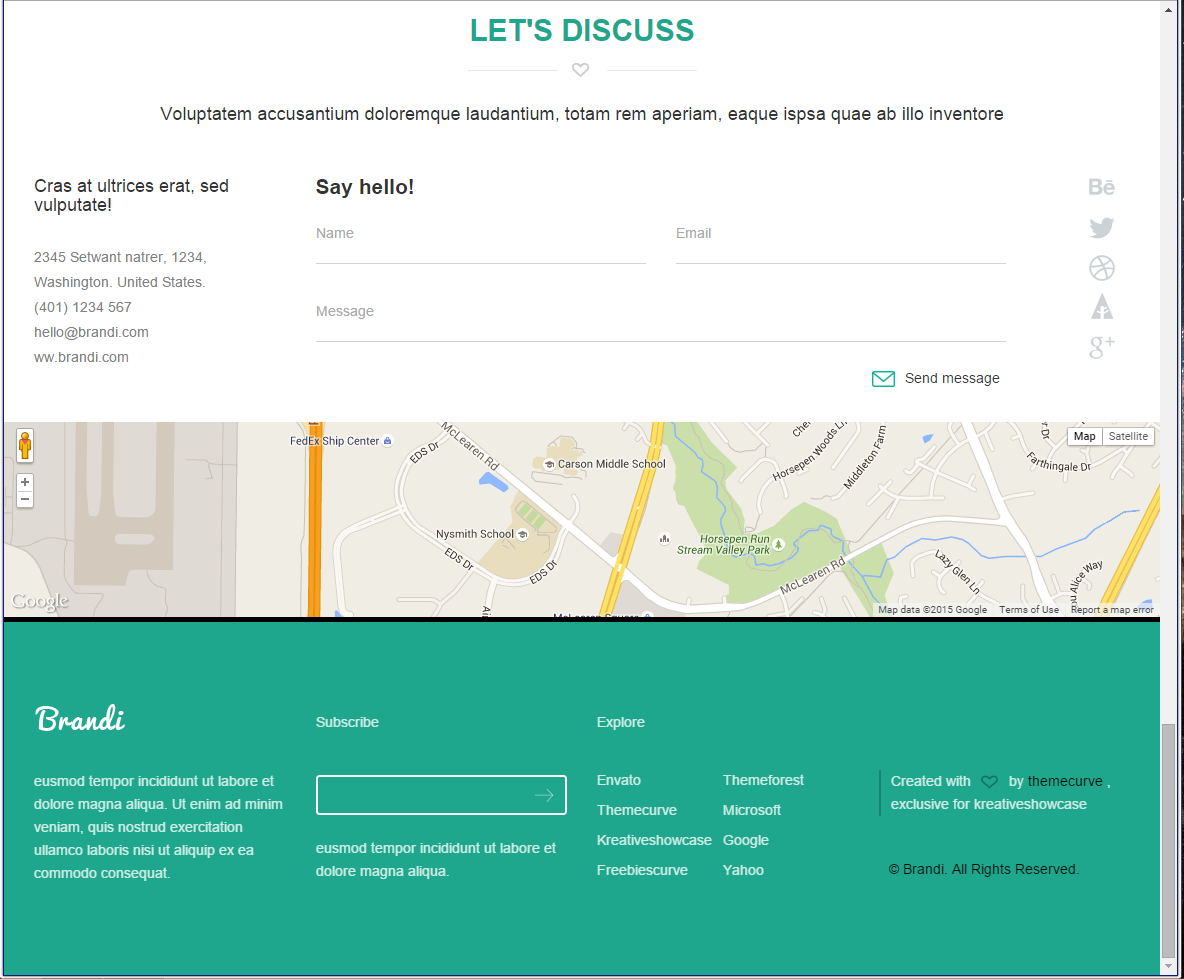 LET'S DISCUSS
Voluptatem accusantium doloremque laudantium, totam rem aperiam, eaque ispsa quae ab illo inventore
Cras at ultrices erat, sed
vulputate!
2345 Setwant natrer, 1234,
Washington. United States.
(401) 1234 567
hello@brandi.com
ww.brandi.com
Say hello!
Name
Email
Message
Send message
Bē
g+
FedEx Ship Center
EDS Dr
McLearen Rd
Carson Middle School
Horsepen Woods Ln
Middleton Farm
Farthingale Dr
Map
Satellite
+
−
Nysmith School
EDS Dr
EDS Dr
Horsepen Run
Stream Valley Park
McLearen Rd
Lazy Glen Ln
Alice Way
McLearen Square
Google
Map data ©2015 Google
Terms of Use
Report a map error
Brandi
eusmod tempor incididunt ut labore et
dolore magna aliqua. Ut enim ad minim
veniam, quis nostrud exercitation
ullamco laboris nisi ut aliquip ex ea
commodo consequat.
Subscribe
eusmod tempor incididunt ut labore et
dolore magna aliqua.
Explore
Envato
Themecurve
Kreativeshowcase
Freebiescurve
Themeforest
Microsoft
Google
Yahoo
Created with by themecurve ,
exclusive for kreativeshowcase
© Brandi. All Rights Reserved.